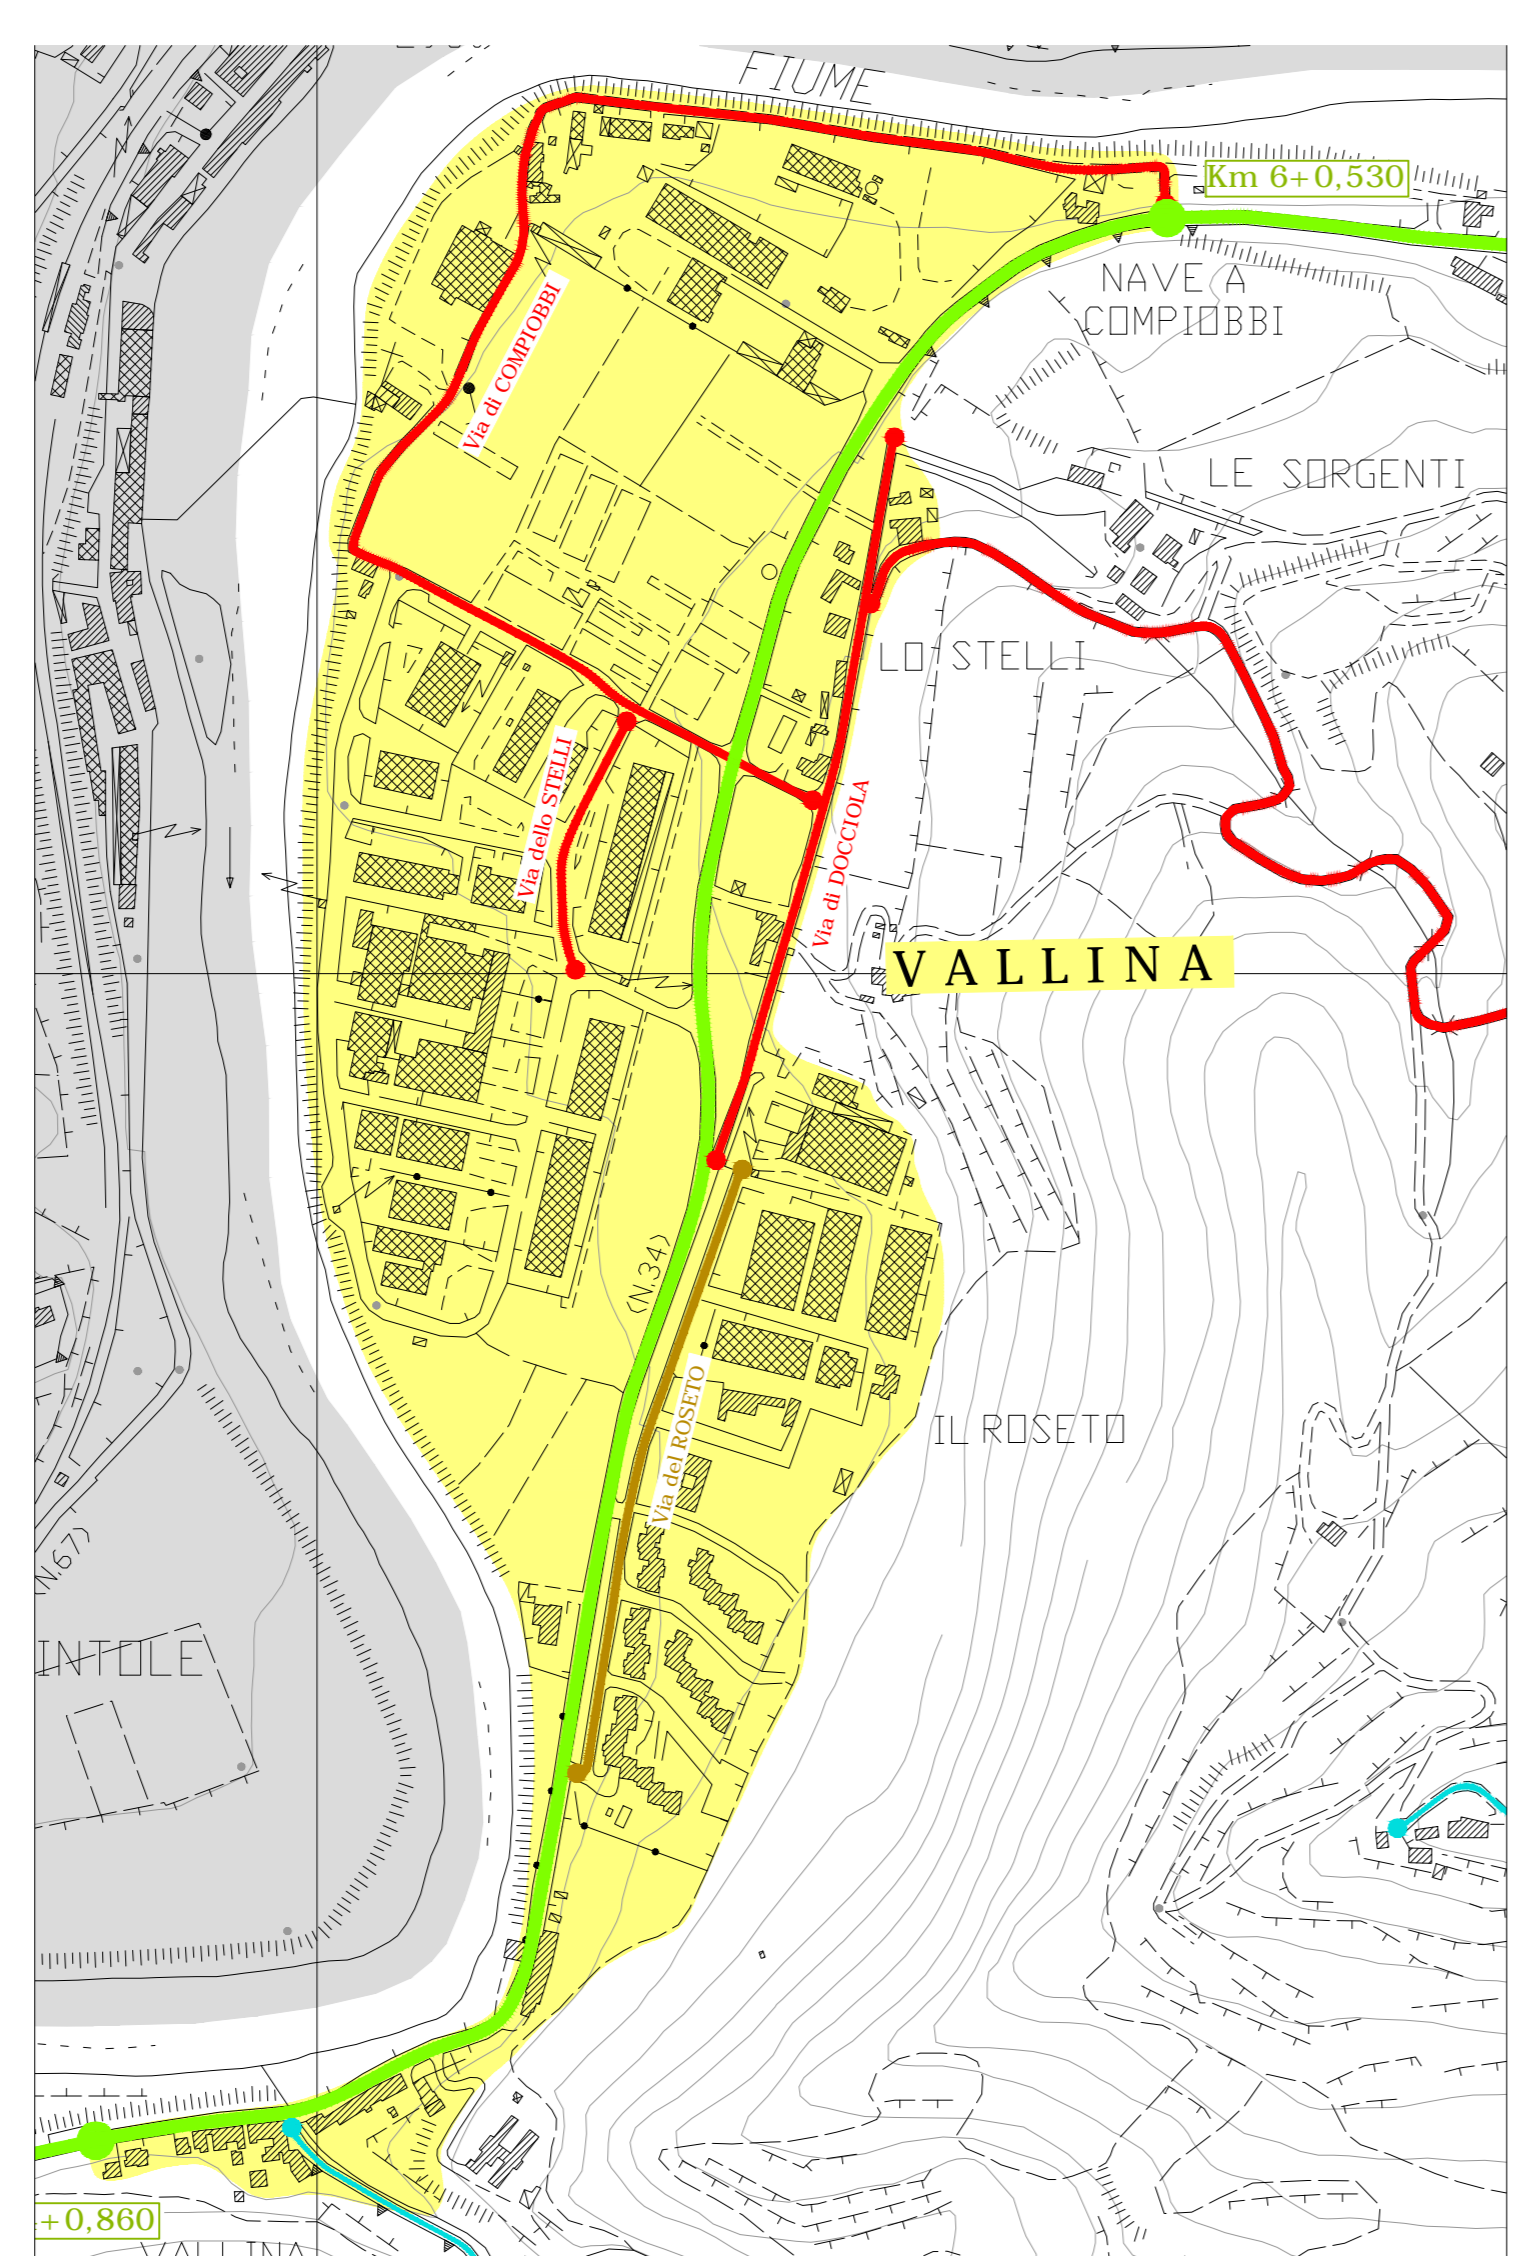 FIUME
Km 6+0,530
NAVE A
COMPIOBBI
Via di COMPIOBBI
LE SORGENTI
LO STELLI
Via dello STELLI
Via di DOCCIOLA
VALLINA
(N.34)
Via del ROSETO
IL ROSETO
(N.67)
INTOLE
+0,860
VALLINA